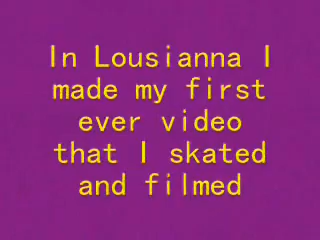 In Lousianna I
made my first
ever video
that I skated
and filmed